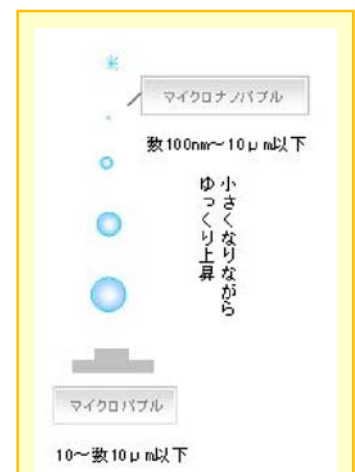 マイクロナノバブル
数100nm～10μm以下
小さくなりながら
ゆっくり上昇
マイクロバブル
10～数10μm以下